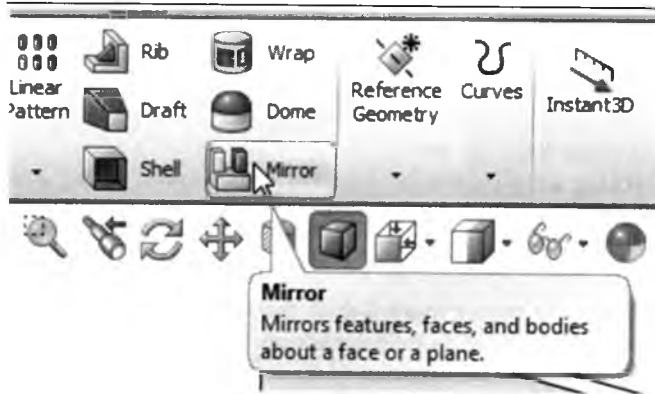 Linear
Pattern
Rib
Draft
Shell
Wrap
Dome
Mirror
Reference
Geometry
Curves
Instant3D
Mirror
Mirrors features, faces, and bodies
about a face or a plane.